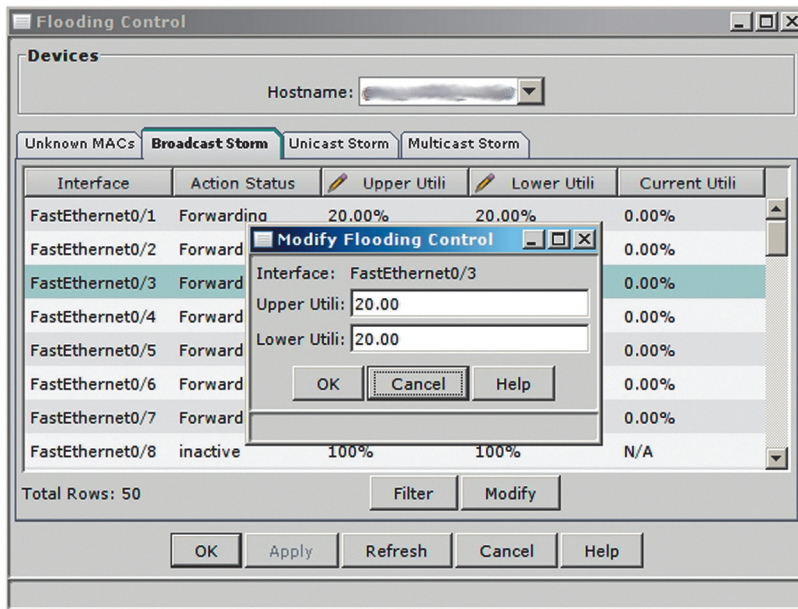 Flooding Control
Devices
Hostname:
Unknown MACs Broadcast Storm Unicast Storm Multicast Storm
Interface Action Status Upper Utili Lower Utili Current Utili
FastEthernet0/1 Forwarding 20.00% 20.00% 0.00%
FastEthernet0/2 Forward 0.00%
FastEthernet0/3 Forward 0.00%
FastEthernet0/4 Forward 0.00%
FastEthernet0/5 Forward 0.00%
FastEthernet0/6 Forward 0.00%
FastEthernet0/7 Forward 0.00%
FastEthernet0/8 inactive 100% 100% N/A
Modify Flooding Control
Interface: FastEthernet0/3
Upper Utili: 20.00
Lower Utili: 20.00
OK Cancel Help
Total Rows: 50 Filter Modify
OK Apply Refresh Cancel Help